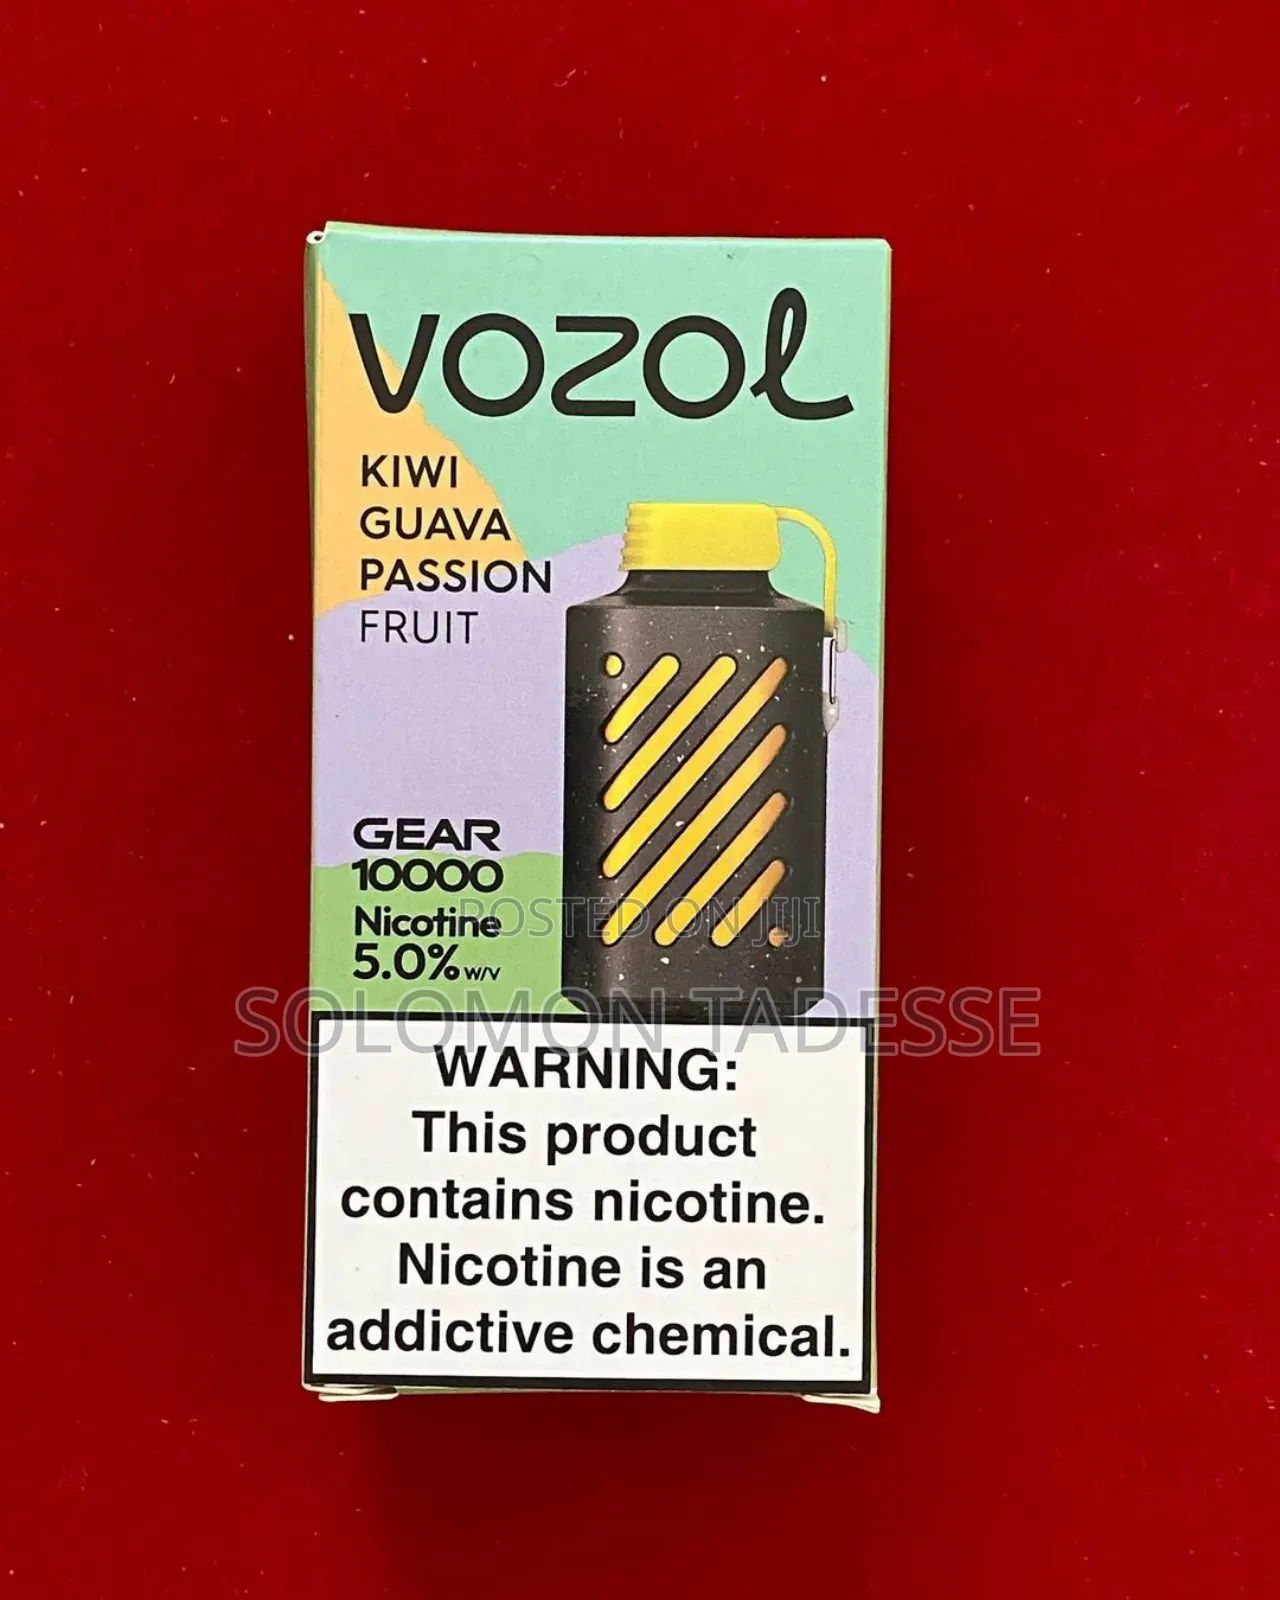 VOZOL
KIWI
GUAVA
PASSION
FRUIT
GEAR
10000
Nicotine
5.0% W/V
POSTED ON JIJI
SOLOMON TADESSE
WARNING:
This product
contains nicotine.
Nicotine is an
addictive chemical.